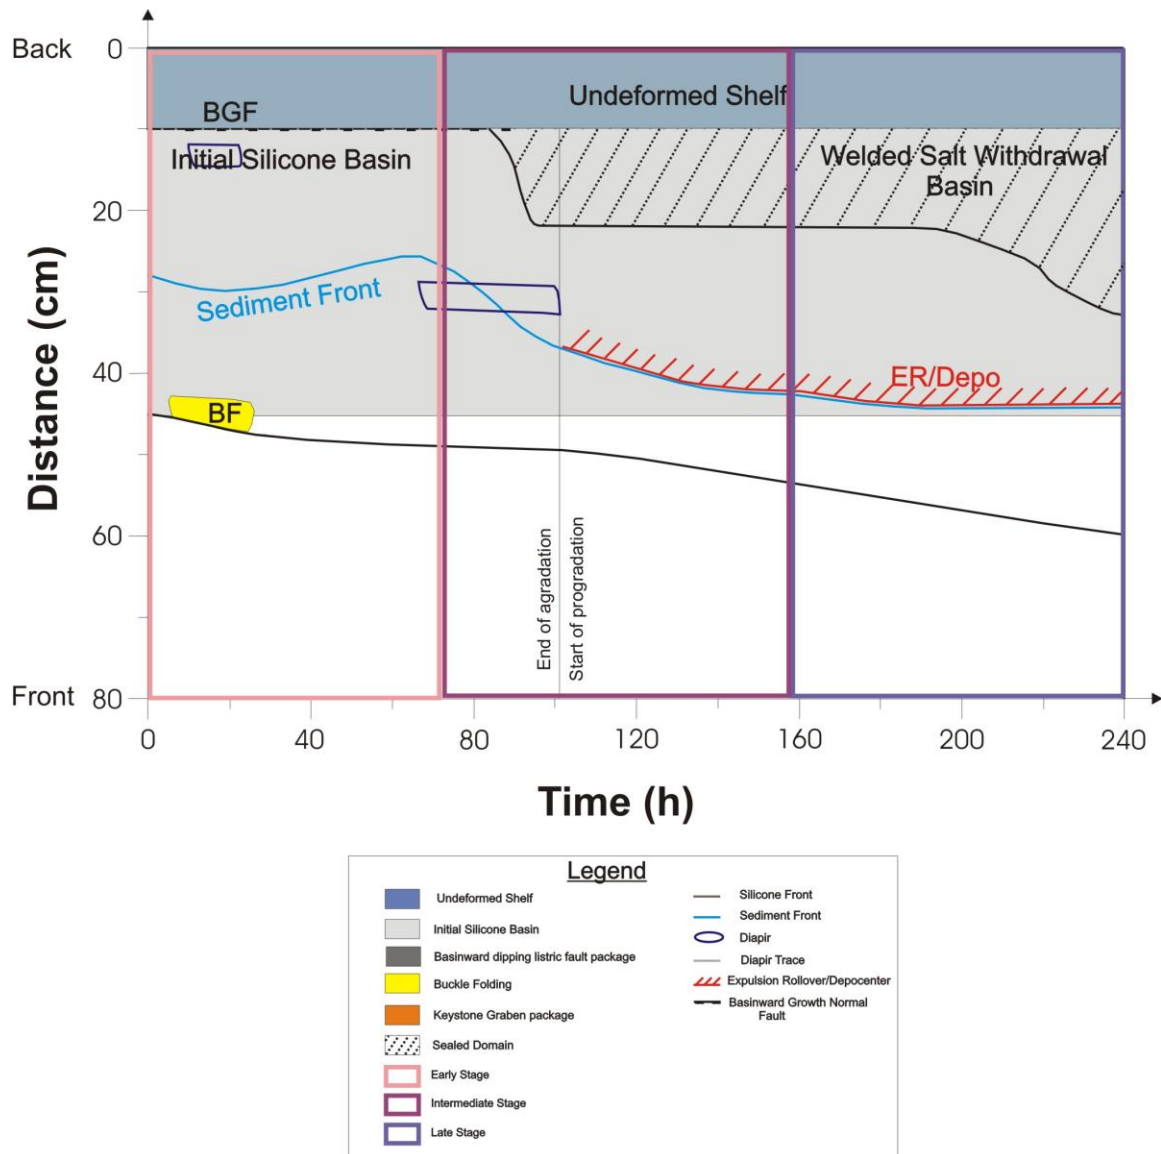 Back
0
Undeformed Shelf
BGF
Initial Silicone Basin
Welded Salt Withdrawal
Basin
20
Sediment Front
Distance (cm)
40
ER/Depo
BF
60
End of agradation
Start of progradation
Front
80
0
40
80
120
160
200
240
Time (h)
Legend
Undeformed Shelf
Initial Silicone Basin
Basinward dipping listric fault package
Buckle Folding
Keystone Graben package
Sealed Domain
Early Stage
Intermediate Stage
Late Stage
Silicone Front
Sediment Front
Diapir
Diapir Trace
Expulsion Rollover/Depocenter
Basinward Growth Normal
Fault